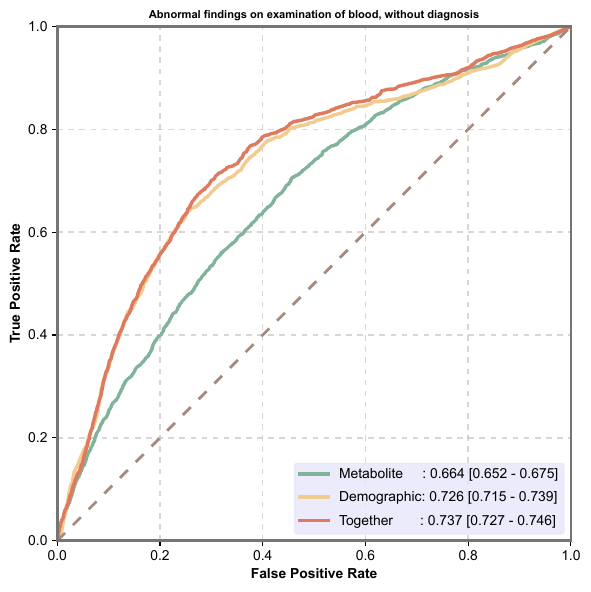 Abnormal findings on examination of blood, without diagnosis
True Positive Rate
1.0
0.8
0.6
0.4
0.2
0.0
Metabolite : 0.664 [0.652 - 0.675]
Demographic: 0.726 [0.715 - 0.739]
Together : 0.737 [0.727 - 0.746]
0.0 0.2 0.4 0.6 0.8 1.0
False Positive Rate